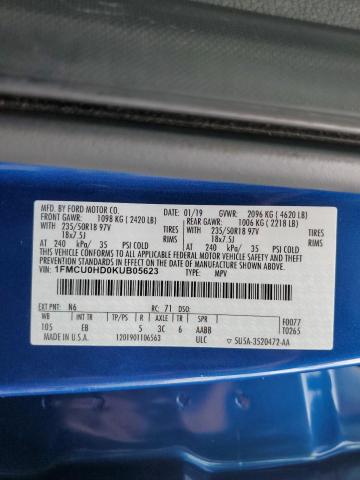 MFD. BY FORD MOTOR CO.
DATE: 01/19 GVWR: 2096 KG ( 4620 LB)
FRONT GAWR: 1098 KG ( 2420 LB) REAR GAWR: 1006 KG ( 2218 LB)
WITH 235/50R18 97V TIRES WITH 235/50R18 97V TIRES
18x7.5J RIMS 18x7.5J RIMS
AT 240 kPa/ 35 PSI COLD AT 240 kPa/ 35 PSI COLD
THIS VEHICLE CONFORMS TO ALL APPLICABLE FEDERAL MOTOR VEHICLE SAFETY AND THEFT PREVENTION STANDARDS IN EFFECT ON THE DATE OF MANUFACTURE SHOWN ABOVE.
VIN: 1FMCU0HD0KUB05623 TYPE: MPV
EXT PNT: N6 RC: 71 DSO: F0077
WB INT TR TP/PS R AXLE TR SPR T0265
105 EB 5 3C 6 AABB
MADE IN U.S.A. 1201901106563 ULC SU5A-3520472-AA